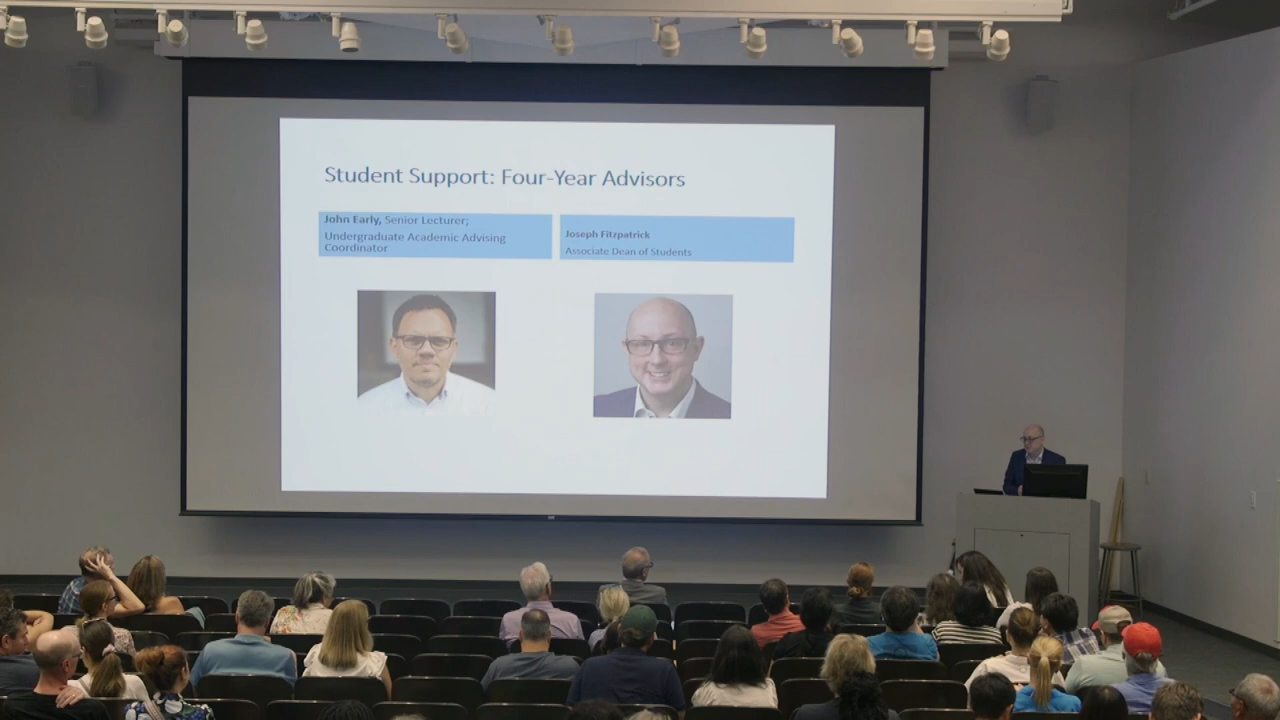 Student Support: Four-Year Advisors
John Early, Senior Lecturer;
Undergraduate Academic Advising
Coordinator
Joseph Fitzpatrick
Associate Dean of Students